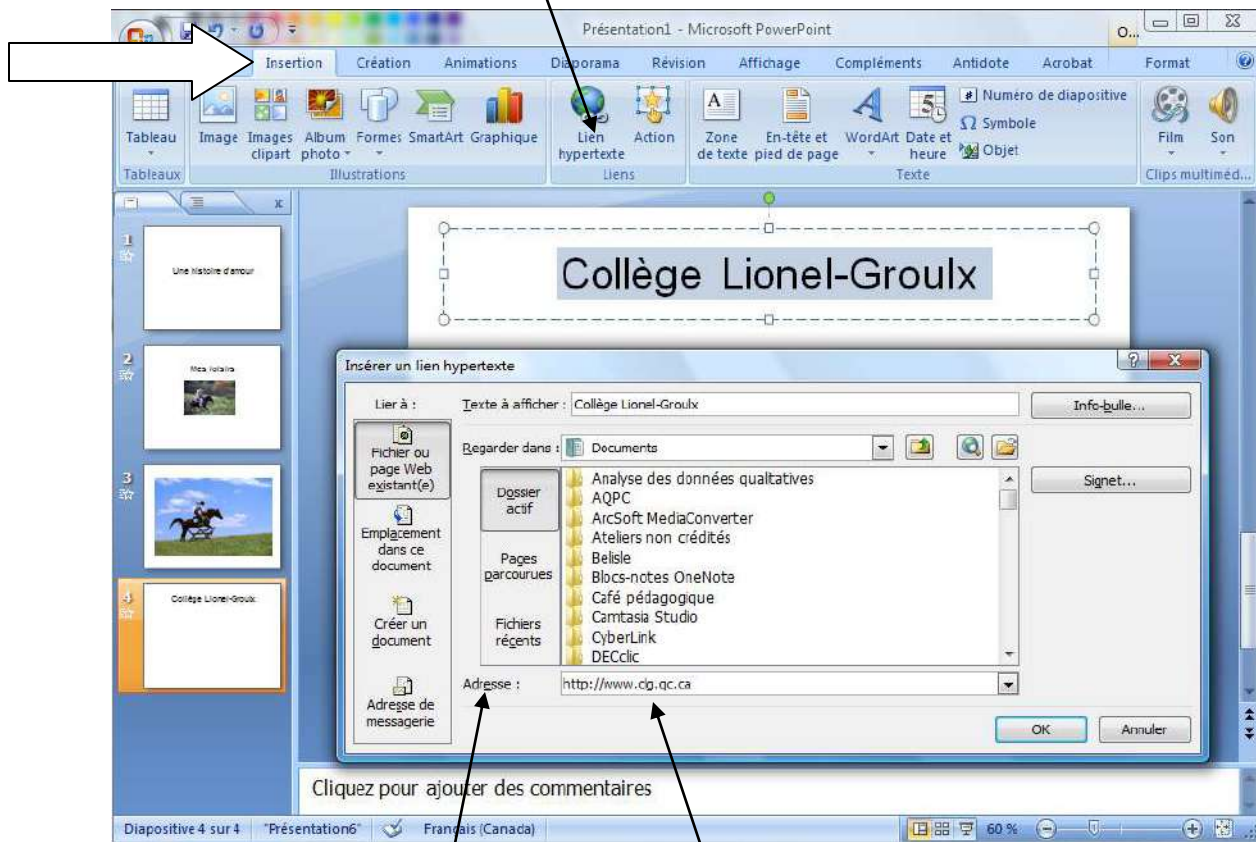 Présentation1 - Microsoft PowerPoint
O...
Insertion Création Animations Diaporama Révision Affichage Compléments Antidote Acrobat Format
Tableau
Image
Images clipart
Album photo
Formes
SmartArt
Graphique
Lien hypertexte
Action
Zone de texte
En-tête et pied de page
WordArt
Date et heure
Numéro de diapositive
Symbole
Objet
Film
Son
Tableaux Illustrations Liens Texte Clips multiméd...
x
1
Une histoire d'amour
2
Mes loisirs
3
4
Collège Lionel-Groulx
Collège Lionel-Groulx
Insérer un lien hypertexte
Lier à :
Texte à afficher : Collège Lionel-Groulx
Info-bulle...
Fichier ou
page Web
existant(e)
Emplacement
dans ce
document
Créer un
document
Adresse de
messagerie
Regarder dans : Documents
Signet...
Dossier
actif
Pages
parcourues
Fichiers
récents
Analyse des données qualitatives
AQPC
ArcSoft MediaConverter
Ateliers non crédités
Belisle
Blocs-notes OneNote
Café pédagogique
Camtasia Studio
CyberLink
DECclic
Adresse : http://www.clg.qc.ca
OK Annuler
Cliquez pour ajouter des commentaires
Diapositive 4 sur 4 "Présentation6" Français (Canada) 60 %